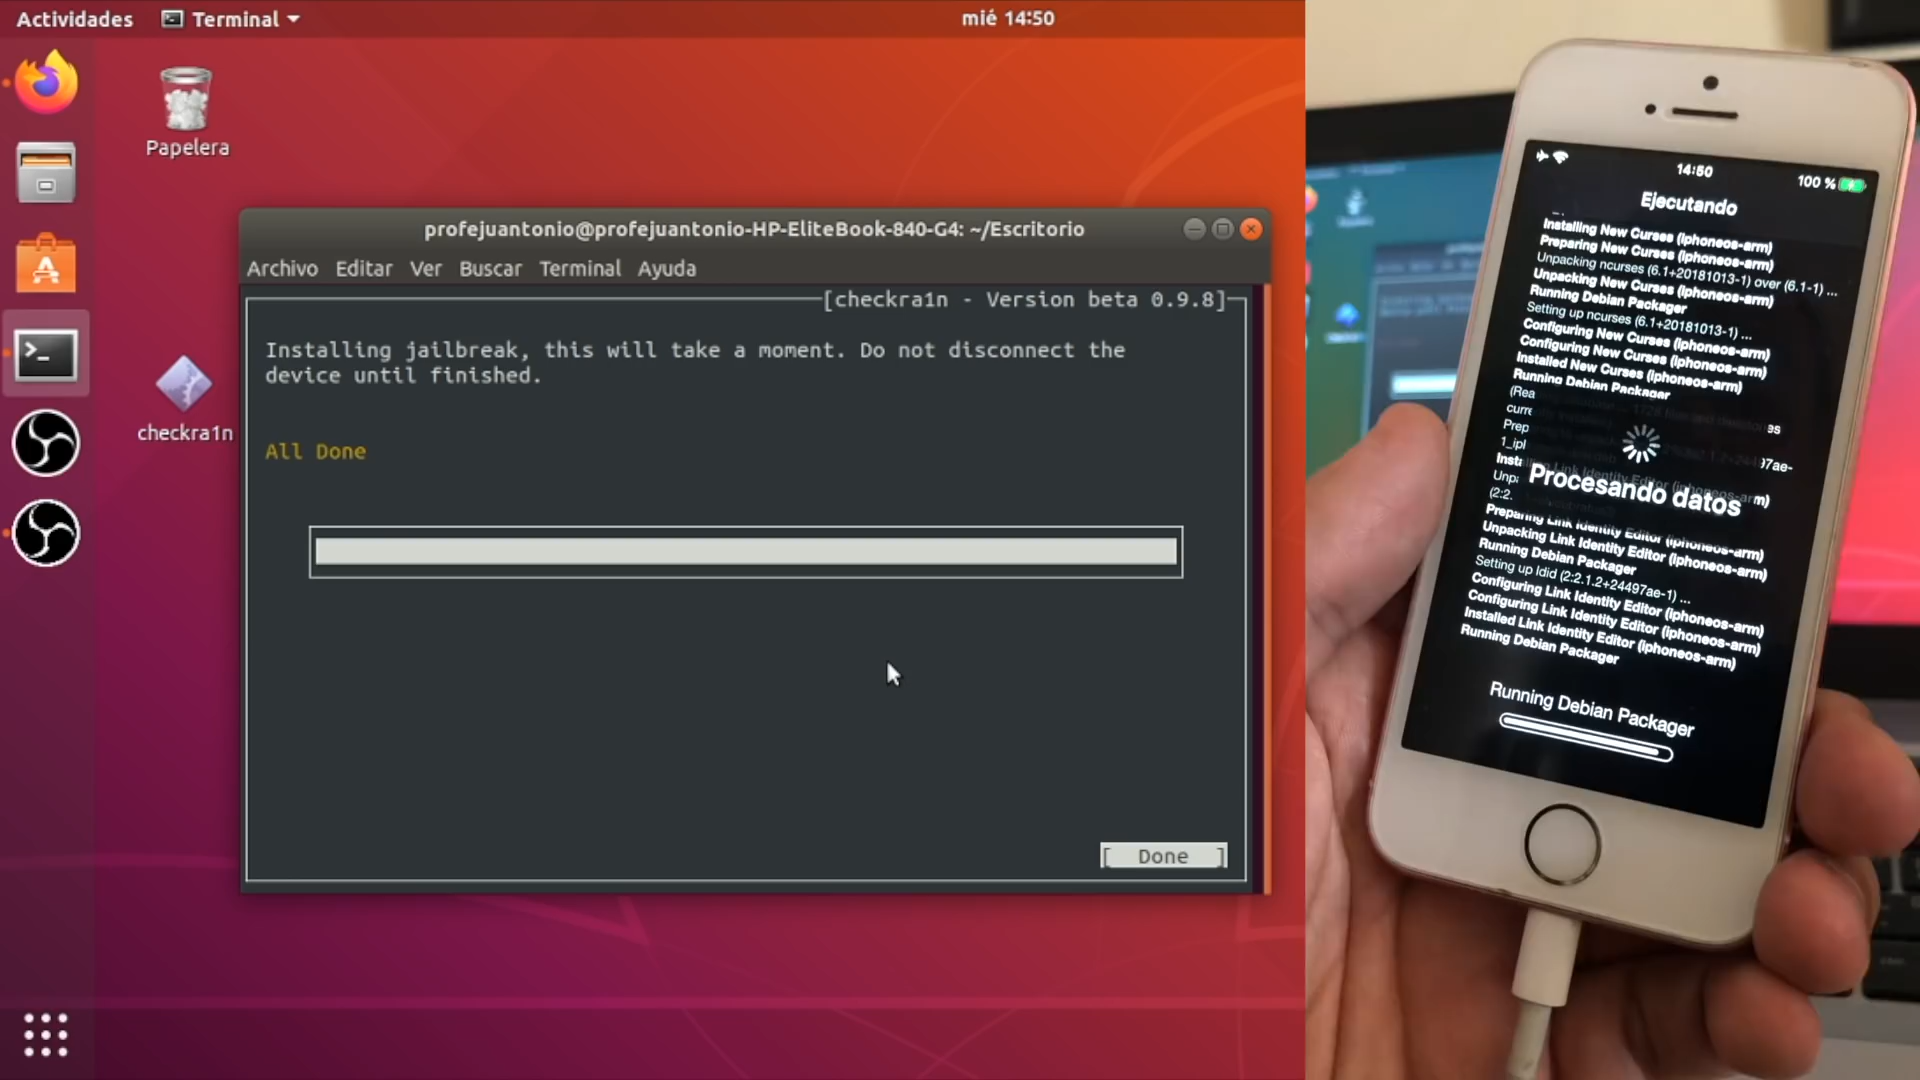 Actividades
Terminal
mié 14:50
Papelera
checkra1n
profejuantonio@profejuantonio-HP-EliteBook-840-G4: ~/Escritorio
Archivo Editar Ver Buscar Terminal Ayuda
[checkra1n - Version beta 0.9.8]
Installing jailbreak, this will take a moment. Do not disconnect the
device until finished.
All Done
[ Done ]
14:50
100 %
Ejecutando
Installing New Curses (iphoneos-arm)
Preparing New Curses (iphoneos-arm)
Unpacking ncurses (6.1+20181013-1) over (6.1-1) ...
Unpacking New Curses (iphoneos-arm)
Running Debian Packager
Setting up ncurses (6.1+20181013-1) ...
Configuring New Curses (iphoneos-arm)
Configuring New Curses (iphoneos-arm)
Installed New Curses (iphoneos-arm)
Running Debian Packager
Procesando datos
Preparing Link Identity Editor (iphoneos-arm)
Unpacking Link Identity Editor (iphoneos-arm)
Running Debian Packager
Setting up ldid (2:2.1.2+24497ae-1) ...
Configuring Link Identity Editor (iphoneos-arm)
Configuring Link Identity Editor (iphoneos-arm)
Installed Link Identity Editor (iphoneos-arm)
Running Debian Packager
Running Debian Packager